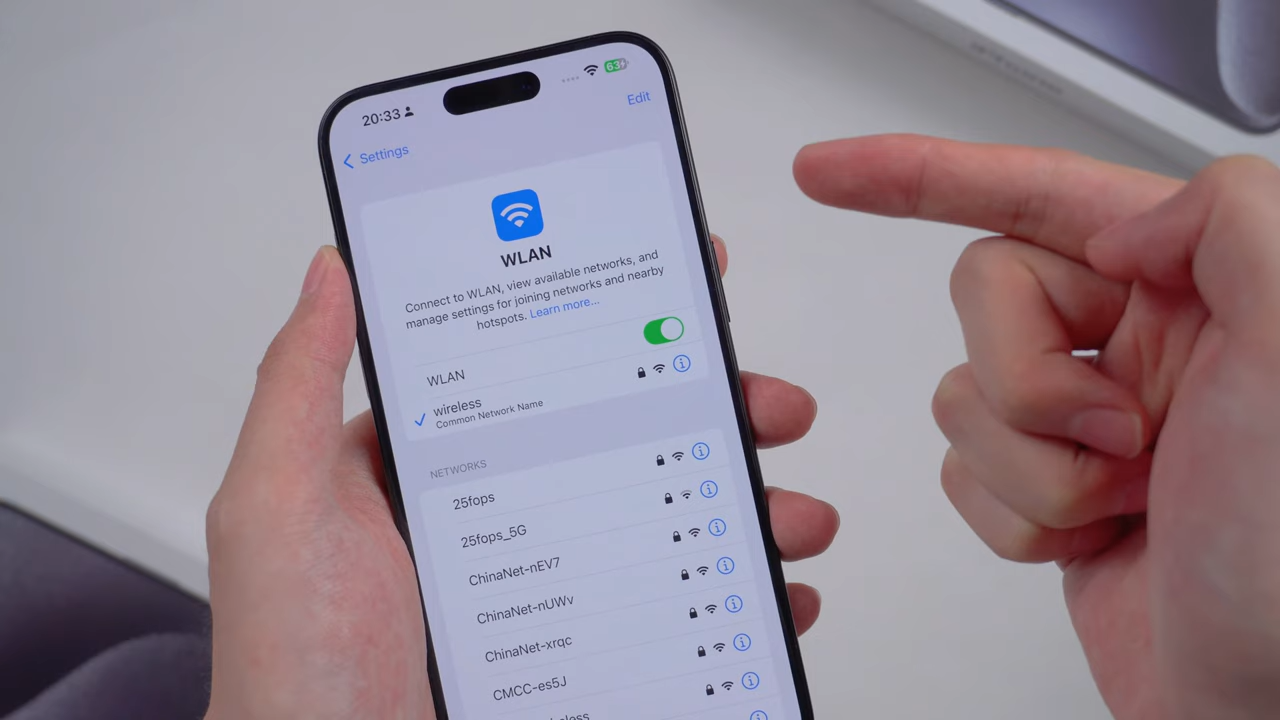 20:33
63
Edit
Settings
WLAN
Connect to WLAN, view available networks, and
manage settings for joining networks and nearby
hotspots. Learn more...
WLAN
wireless
Common Network Name
NETWORKS
25fops
25fops_5G
ChinaNet-nEV7
ChinaNet-nUWv
ChinaNet-xrqc
CMCC-es5J